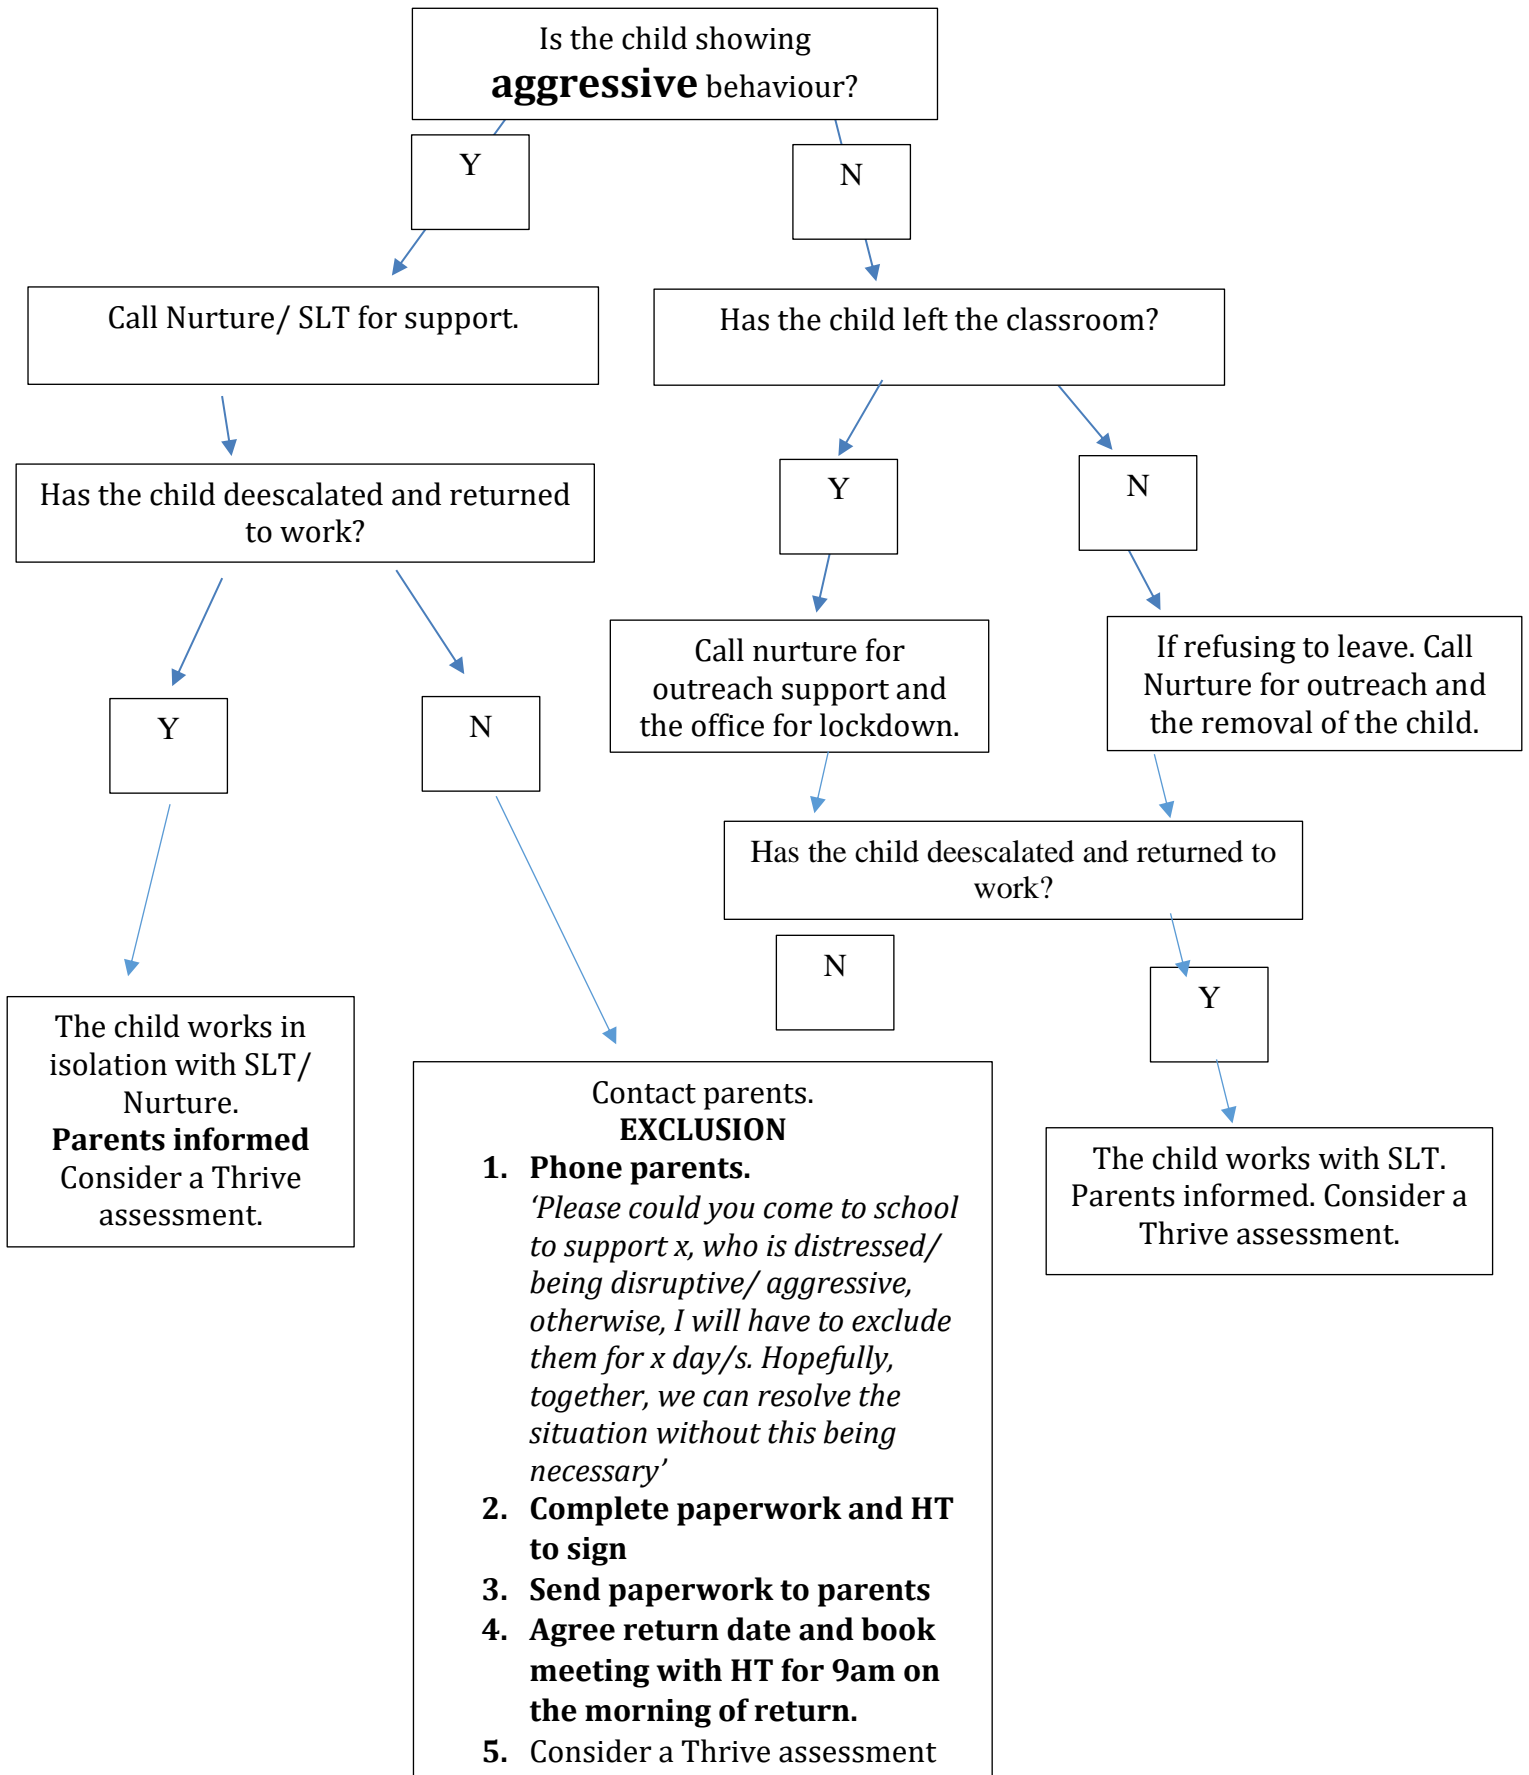 Is the child showing
aggressive behaviour?
Y
N
Call Nurture/ SLT for support.
Has the child left the classroom?
Has the child deescalated and returned
to work?
Y
N
Call nurture for
outreach support and
the office for lockdown.
If refusing to leave. Call
Nurture for outreach and
the removal of the child.
Y
N
Has the child deescalated and returned to
work?
N
Y
The child works in
isolation with SLT/
Nurture.
Parents informed
Consider a Thrive
assessment.
Contact parents.
EXCLUSION
1. Phone parents.
‘Please could you come to school
to support x, who is distressed/
being disruptive/ aggressive,
otherwise, I will have to exclude
them for x day/s. Hopefully,
together, we can resolve the
situation without this being
necessary’
2. Complete paperwork and HT
to sign
3. Send paperwork to parents
4. Agree return date and book
meeting with HT for 9am on
the morning of return.
5. Consider a Thrive assessment
The child works with SLT.
Parents informed. Consider a
Thrive assessment.